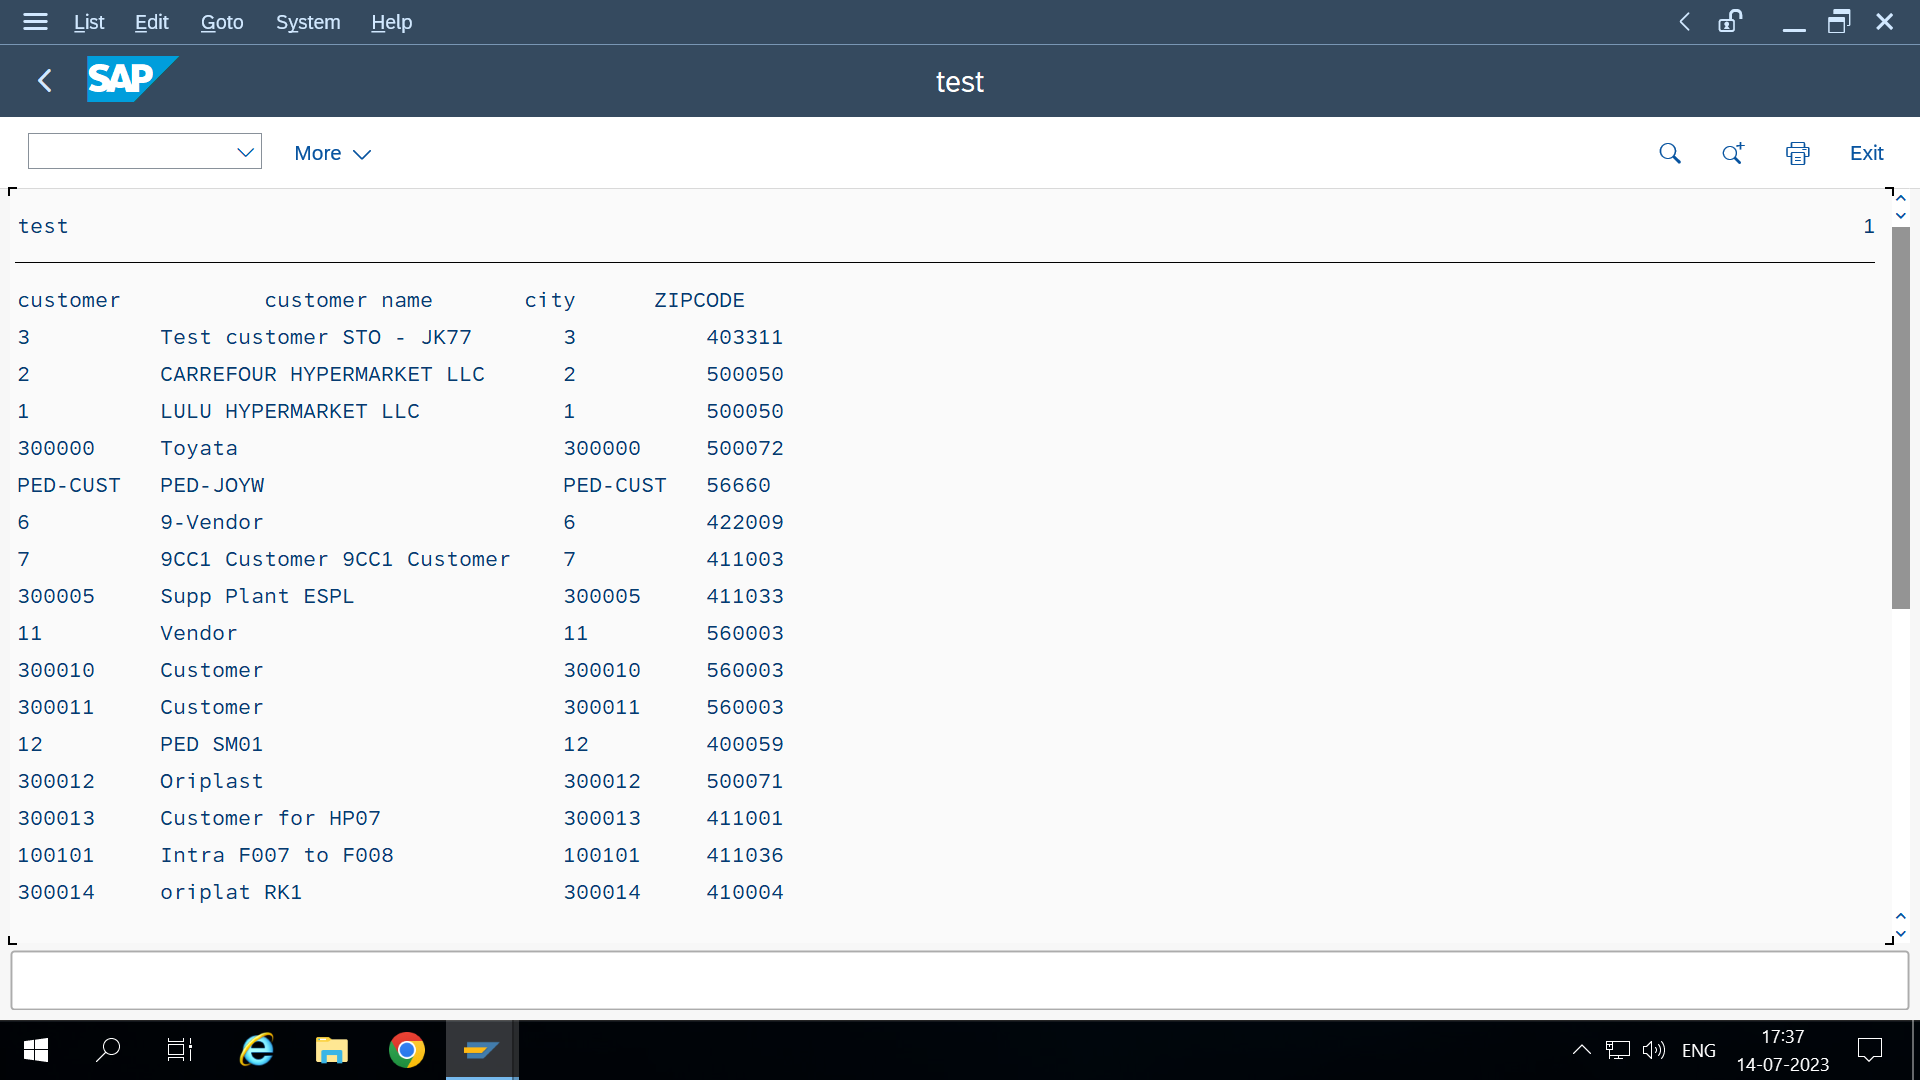 List Edit Goto System Help
SAP test
More Exit
test 1
customer customer name city ZIPCODE
3 Test customer STO - JK77 3 403311
2 CARREFOUR HYPERMARKET LLC 2 500050
1 LULU HYPERMARKET LLC 1 500050
300000 Toyata 300000 500072
PED-CUST PED-JOYW PED-CUST 56660
6 9-Vendor 6 422009
7 9CC1 Customer 9CC1 Customer 7 411003
300005 Supp Plant ESPL 300005 411033
11 Vendor 11 560003
300010 Customer 300010 560003
300011 Customer 300011 560003
12 PED SM01 12 400059
300012 Oriplast 300012 500071
300013 Customer for HP07 300013 411001
100101 Intra F007 to F008 100101 411036
300014 oriplat RK1 300014 410004
ENG 17:37
14-07-2023